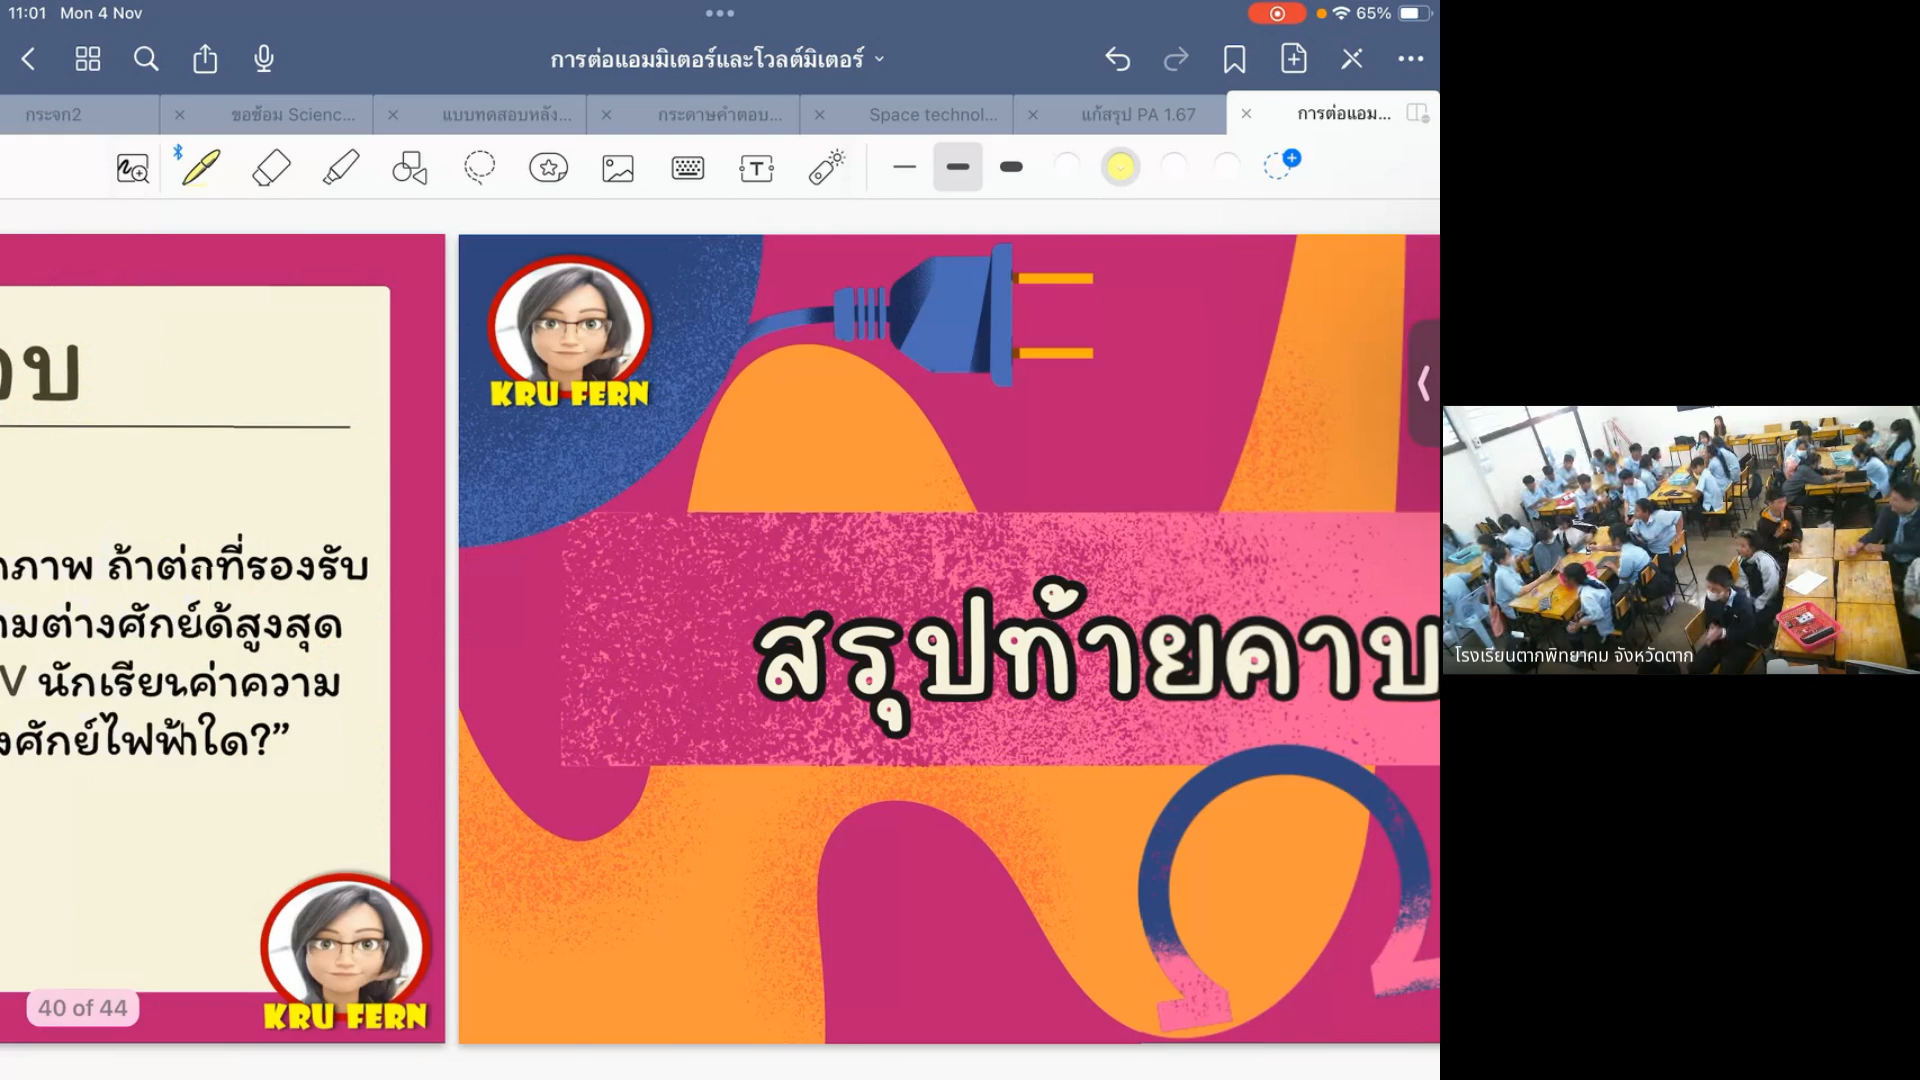 11:01 Mon 4 Nov
65%
การต่อแอมมิเตอร์และโวลต์มิเตอร์
กระจก2
ขอซ้อม Scienc...
แบบทดสอบหลัง...
กระดาษคำตอบ...
Space technol...
แก้สรุป PA 1.67
การต่อแอม...
ภาพ ถ้าต่อที่รองรับ
มต่างศักย์ด้สูงสุด
V นักเรียนค่าความ
งศักย์ไฟฟ้าใด?”
40 of 44
KRU FERN
KRU FERN
สรุปท้ายคาบ
โรงเรียนตากพิทยาคม จังหวัดตาก